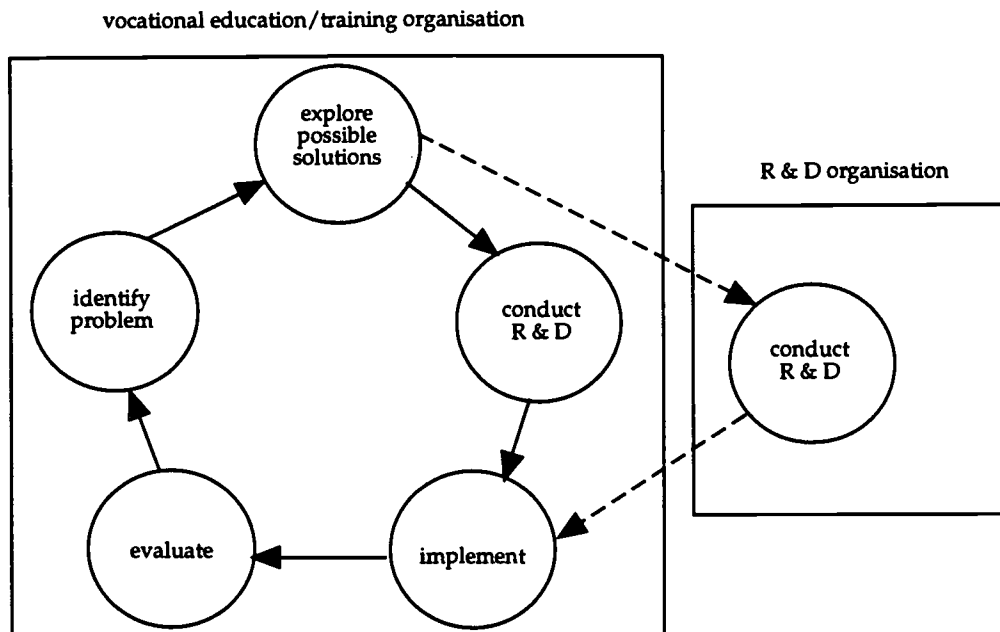 vocational education/training organisation
explore
possible
solutions
R & D organisation
identify
problem
conduct
R & D
conduct
R & D
evaluate
implement